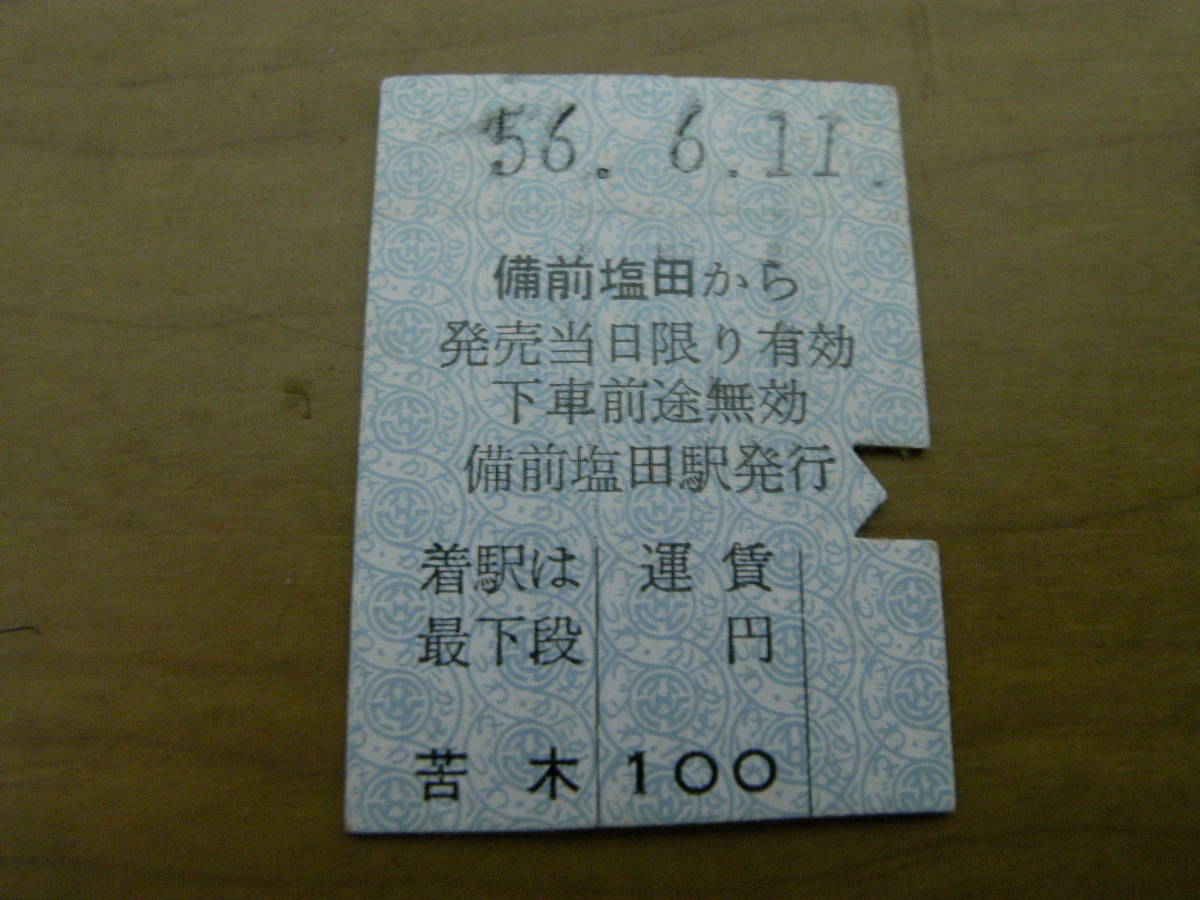 56. 6.11.
備前塩田から
発売当日限り有効
下車前途無効
備前塩田駅発行
着駅は 運賃
最下段 円
苦木 100